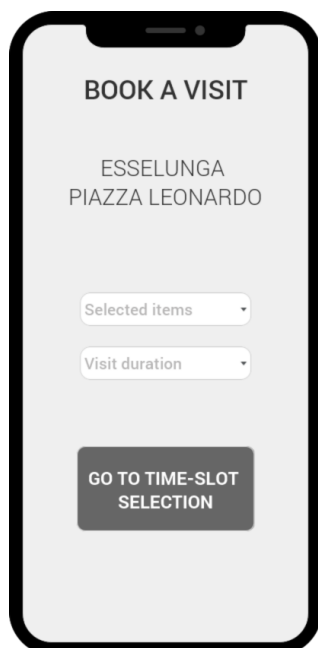 BOOK A VISIT
ESSELUNGA
PIAZZA LEONARDO
Selected items
Visit duration
GO TO TIME-SLOT
SELECTION